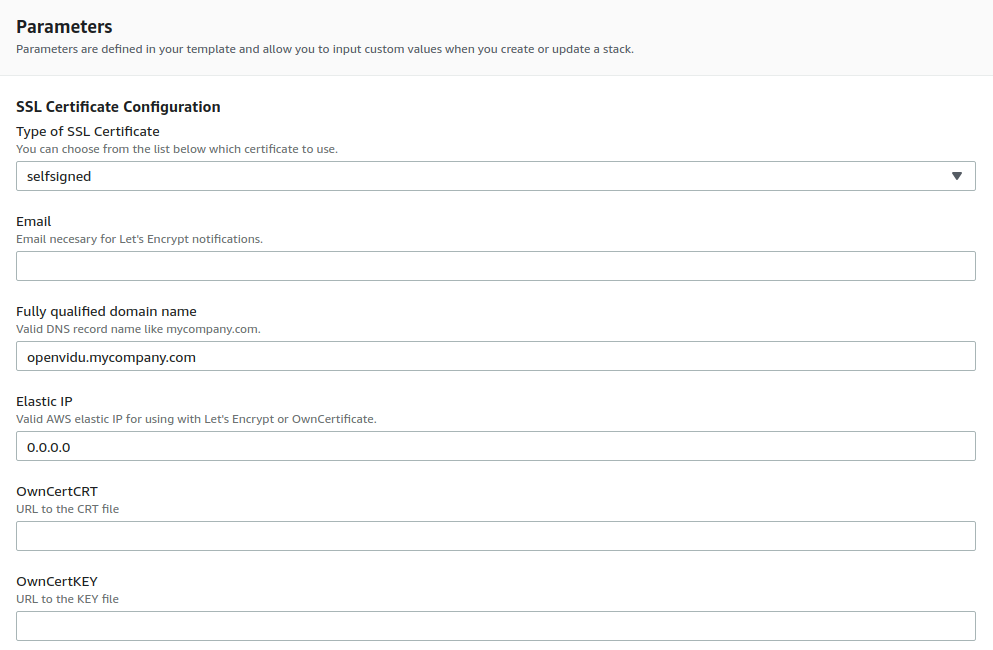 Parameters
Parameters are defined in your template and allow you to input custom values when you create or update a stack.
SSL Certificate Configuration
Type of SSL Certificate
You can choose from the list below which certificate to use.
selfsigned
Email
Email necesary for Let's Encrypt notifications.
Fully qualified domain name
Valid DNS record name like mycompany.com.
openvidu.mycompany.com
Elastic IP
Valid AWS elastic IP for using with Let's Encrypt or OwnCertificate.
0.0.0.0
OwnCertCRT
URL to the CRT file
OwnCertKEY
URL to the KEY file